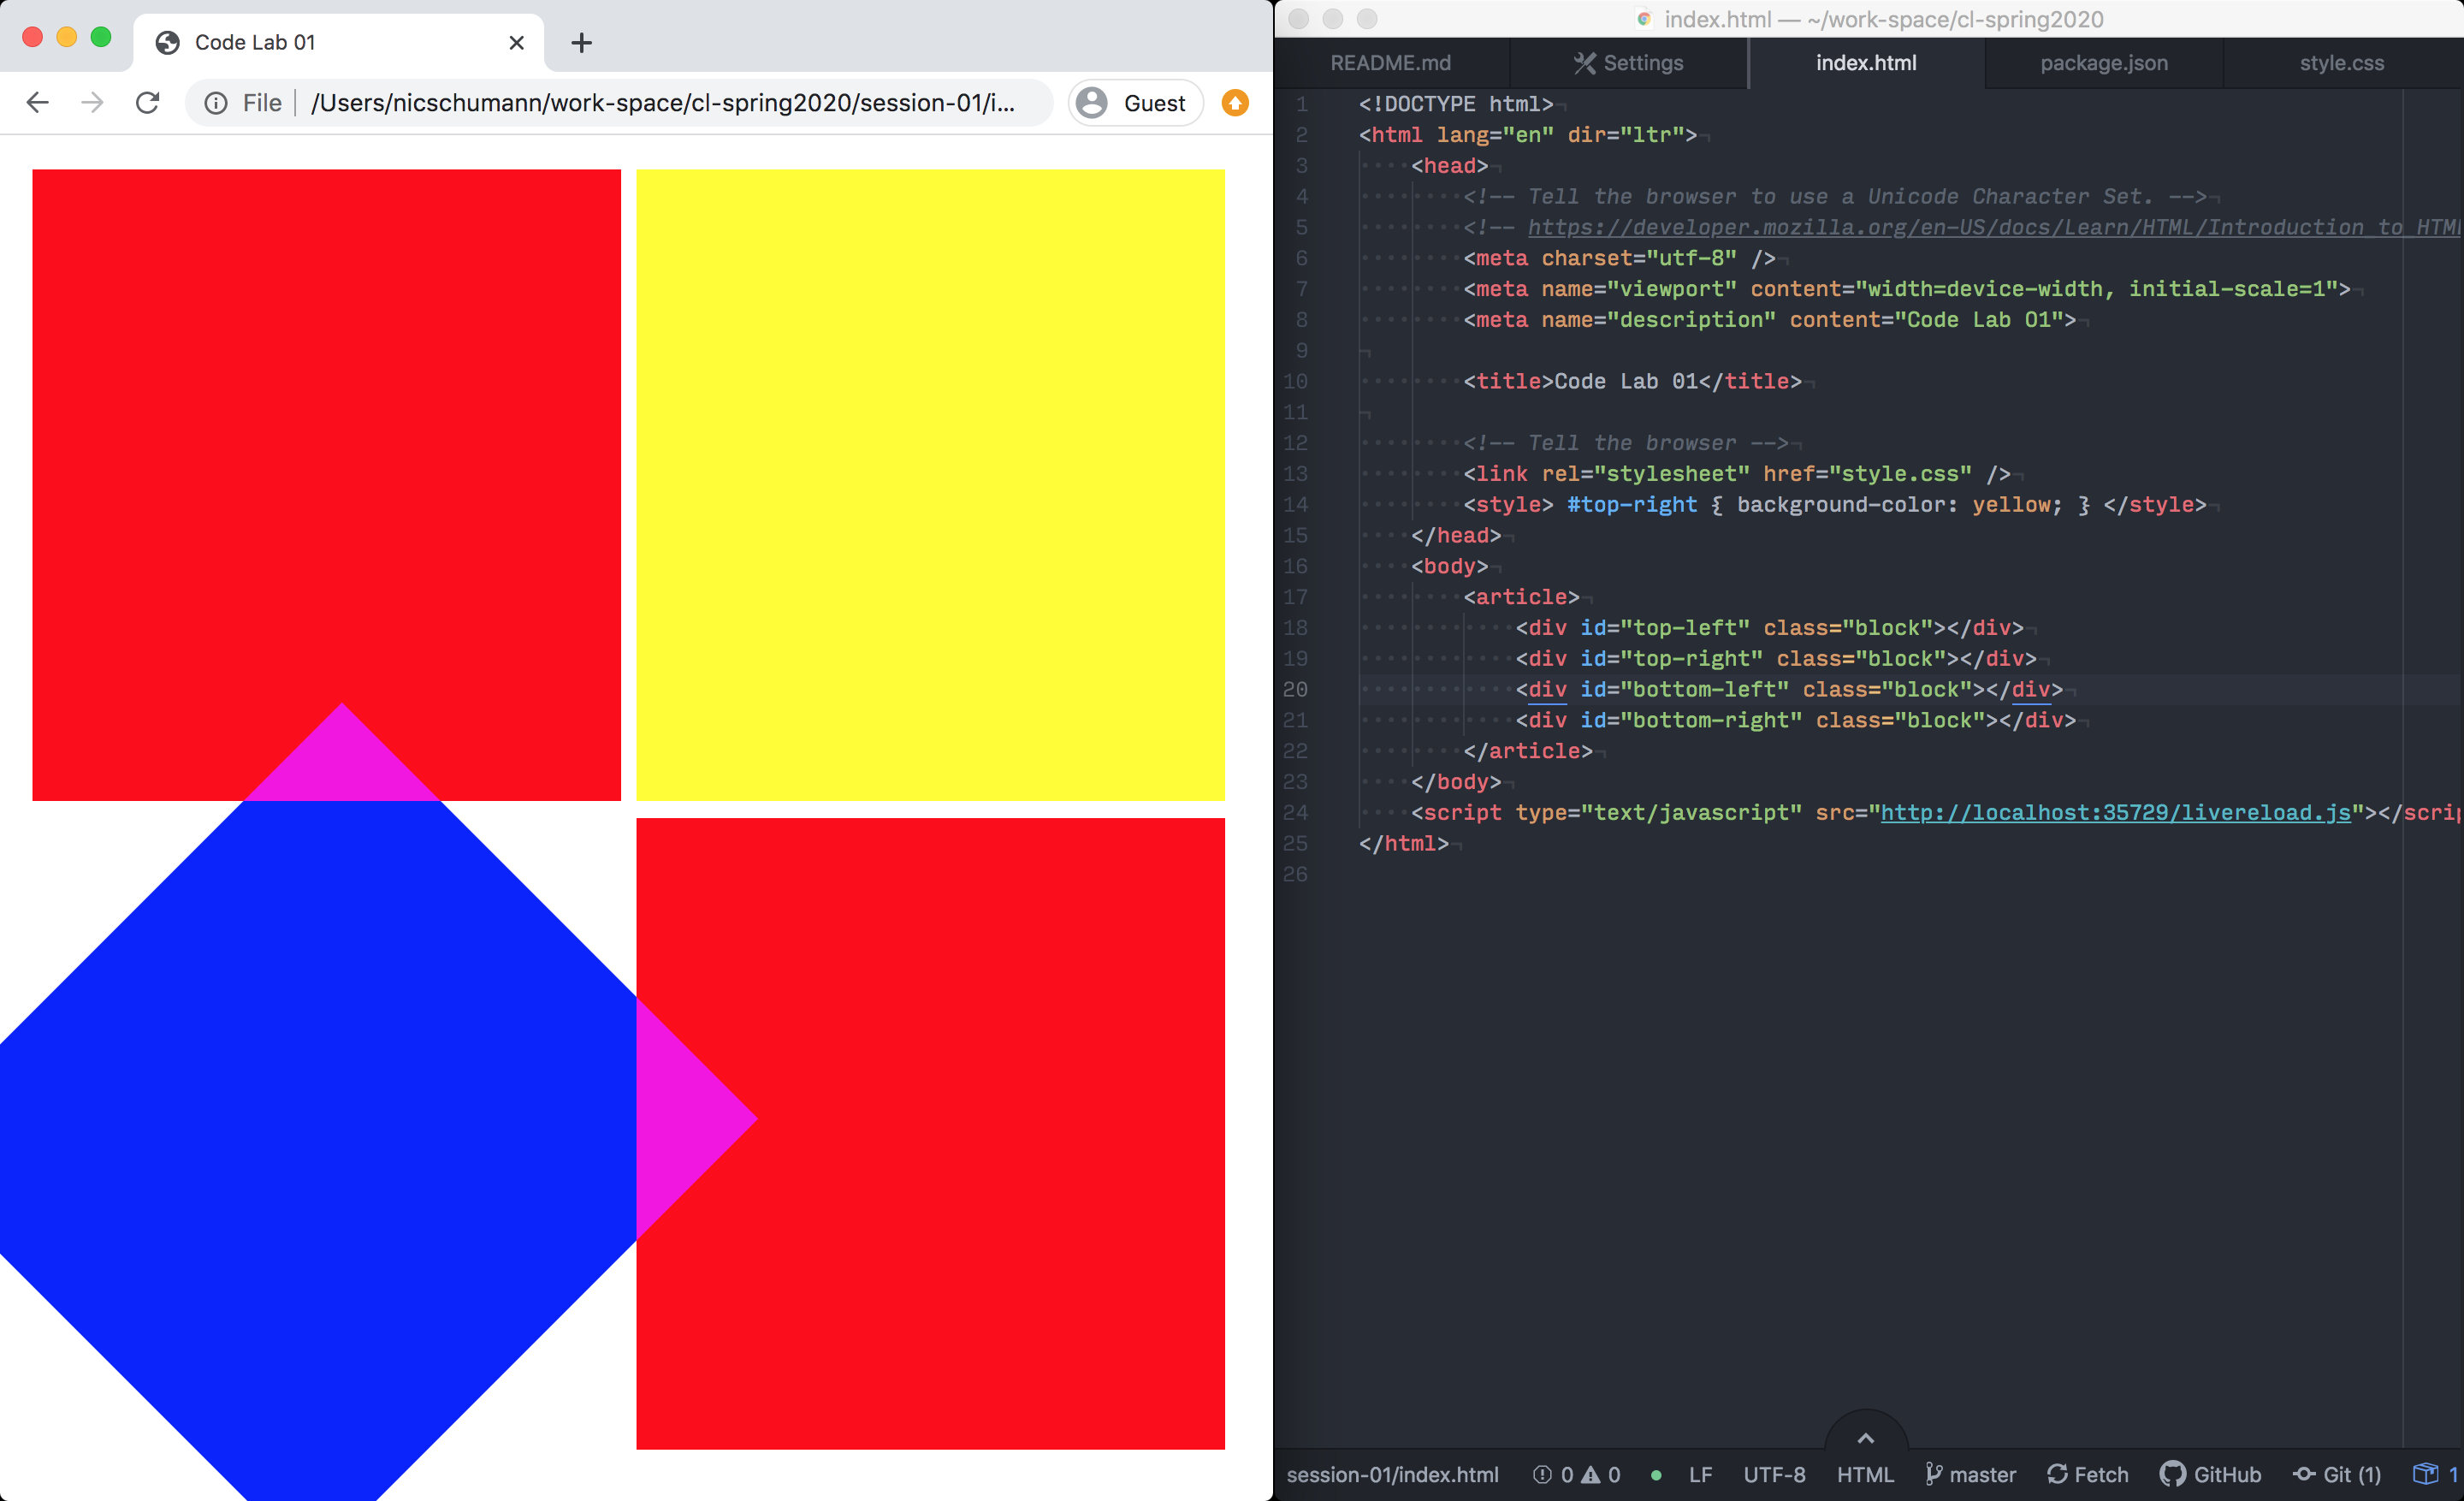 Code Lab 01
File
/Users/nicschumann/work-space/cl-spring2020/session-01/i...
Guest
index.html — ~/work-space/cl-spring2020
README.md
Settings
index.html
package.json
style.css
1 <!DOCTYPE html>
2 <html lang="en" dir="ltr">
3 <head>
4 <!-- Tell the browser to use a Unicode Character Set. -->
5 <!-- https://developer.mozilla.org/en-US/docs/Learn/HTML/Introduction_to_HTM
6 <meta charset="utf-8" />
7 <meta name="viewport" content="width=device-width, initial-scale=1">
8 <meta name="description" content="Code Lab 01">
9
10 <title>Code Lab 01</title>
11
12 <!-- Tell the browser -->
13 <link rel="stylesheet" href="style.css" />
14 <style> #top-right { background-color: yellow; } </style>
15 </head>
16 <body>
17 <article>
18 <div id="top-left" class="block"></div>
19 <div id="top-right" class="block"></div>
20 <div id="bottom-left" class="block"></div>
21 <div id="bottom-right" class="block"></div>
22 </article>
23 </body>
24 <script type="text/javascript" src="http://localhost:35729/livereload.js"></scrip
25 </html>
26
session-01/index.html 0 0 LF UTF-8 HTML master Fetch GitHub Git (1) 1